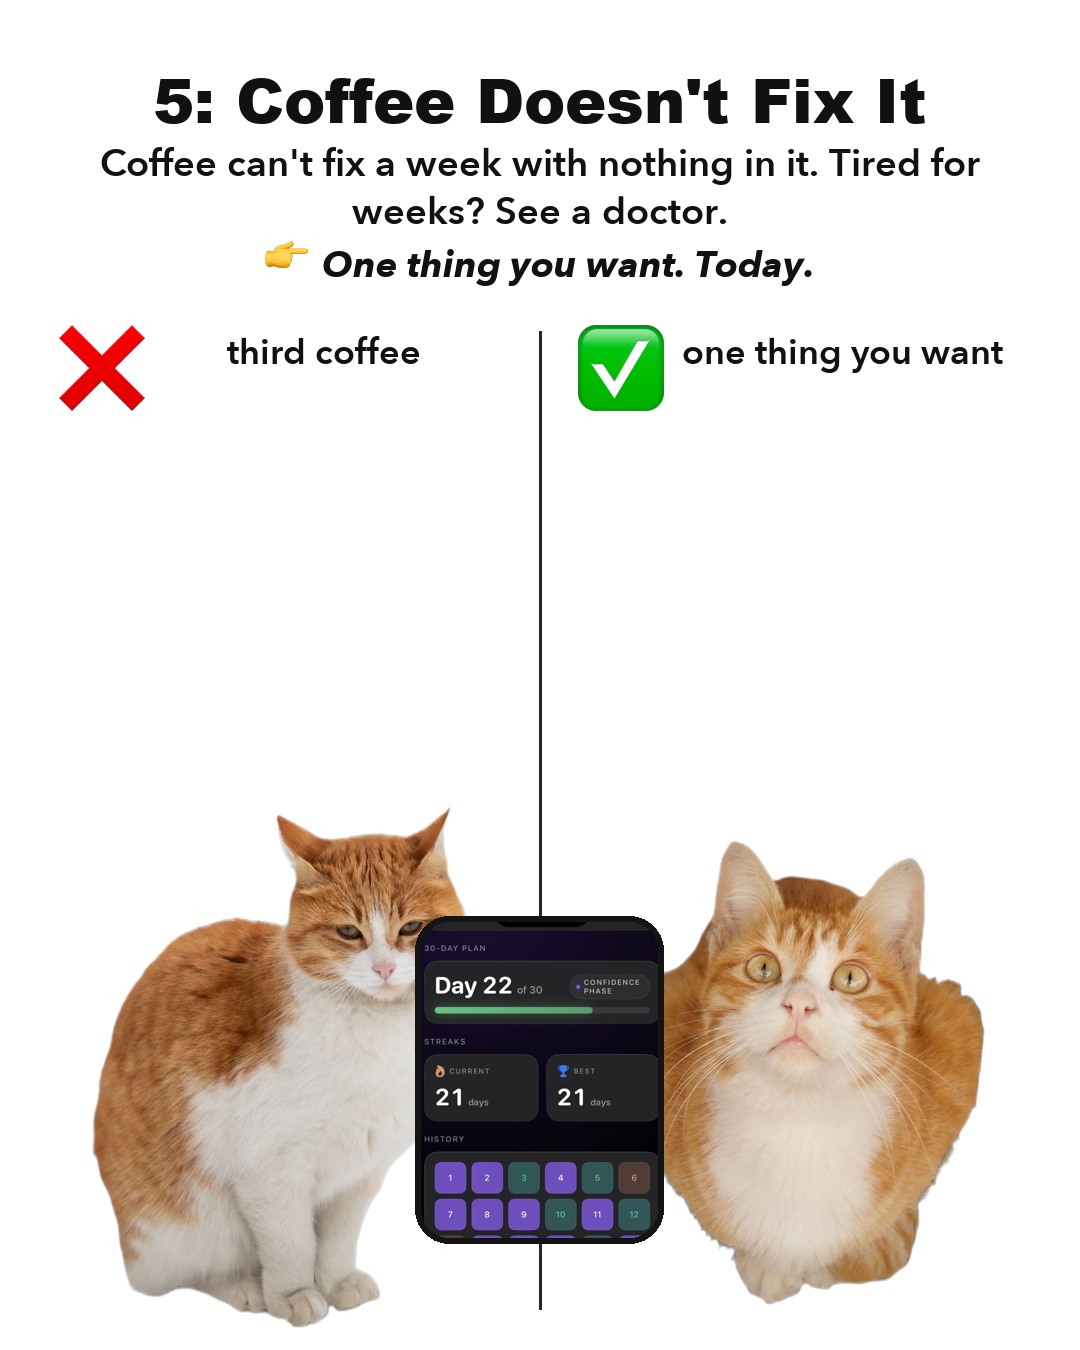 5: Coffee Doesn't Fix It
Coffee can't fix a week with nothing in it. Tired for
weeks? See a doctor.
👉 One thing you want. Today.
❌ third coffee
✅ one thing you want
30-DAY PLAN
Day 22 of 30
CONFIDENCE
PHASE
STREAKS
CURRENT
21 days
BEST
21 days
HISTORY
1 2 3 4 5 6
7 8 9 10 11 12